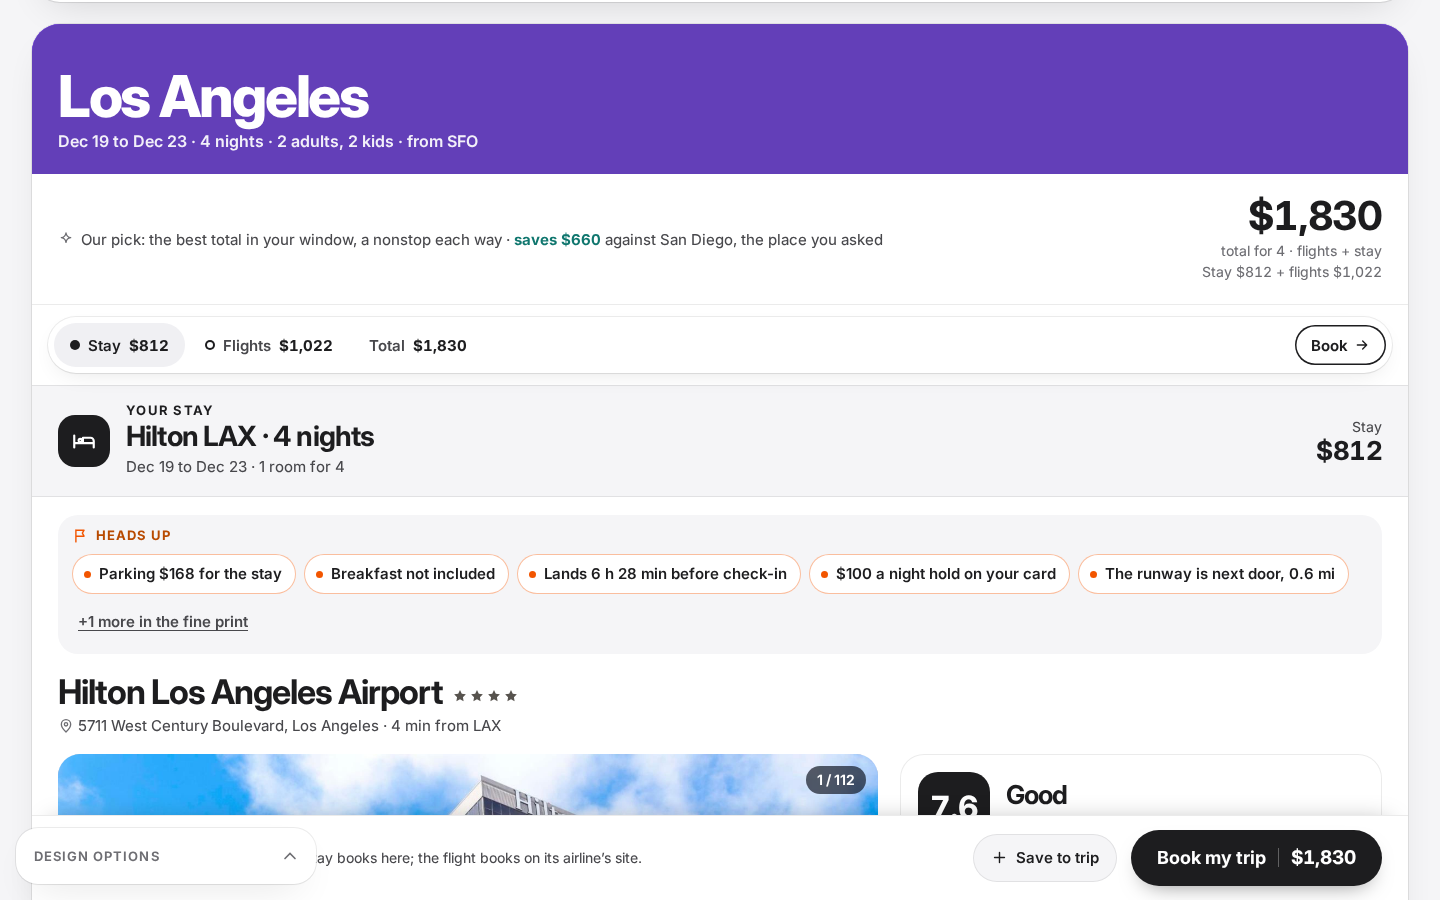 Los Angeles
Dec 19 to Dec 23 · 4 nights · 2 adults, 2 kids · from SFO
Our pick: the best total in your window, a nonstop each way · saves $660 against San Diego, the place you asked
$1,830
total for 4 · flights + stay
Stay $812 + flights $1,022
Stay $812
Flights $1,022
Total $1,830
Book →
YOUR STAY
Hilton LAX · 4 nights
Dec 19 to Dec 23 · 1 room for 4
Stay
$812
HEADS UP
Parking $168 for the stay
Breakfast not included
Lands 6 h 28 min before check-in
$100 a night hold on your card
The runway is next door, 0.6 mi
+1 more in the fine print
Hilton Los Angeles Airport
5711 West Century Boulevard, Los Angeles · 4 min from LAX
Hilton
1 / 112
7.6
Good
DESIGN OPTIONS
ay books here; the flight books on its airline’s site.
+ Save to trip
Book my trip | $1,830